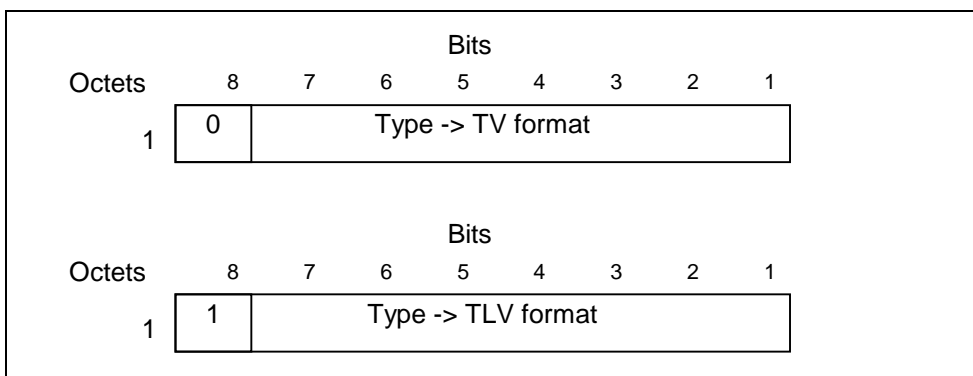 Bits
Octets 8 7 6 5 4 3 2 1
1 0 Type -> TV format
Bits
Octets 8 7 6 5 4 3 2 1
1 1 Type -> TLV format